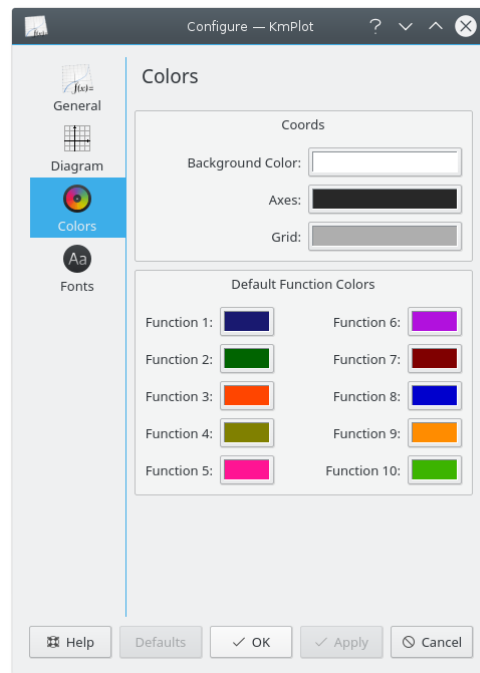 Configure — KmPlot
f(x)=
General
Diagram
Colors
Aa
Fonts
Colors
Coords
Background Color:
Axes:
Grid:
Default Function Colors
Function 1:
Function 2:
Function 3:
Function 4:
Function 5:
Function 6:
Function 7:
Function 8:
Function 9:
Function 10:
Help
Defaults
OK
Apply
Cancel